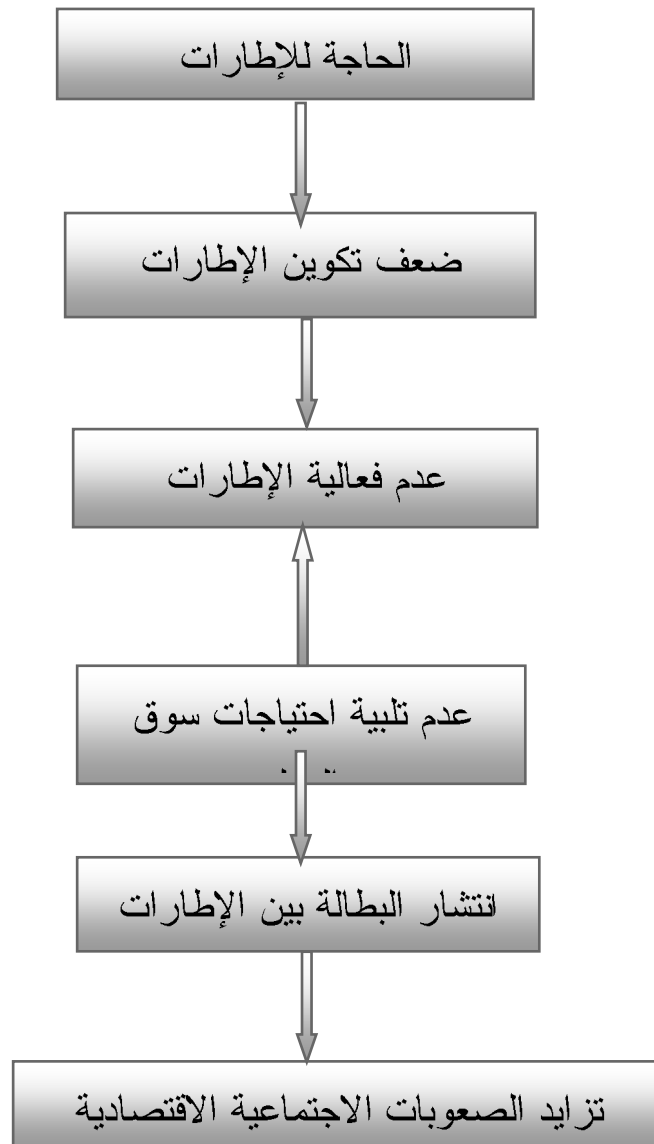 الحاجة للإطارات
ضعف تكوين الإطارات
عدم فعالية الإطارات
عدم تلبية احتياجات سوق
انتشار البطالة بين الإطارات
تزايد الصعوبات الاجتماعية الاقتصادية